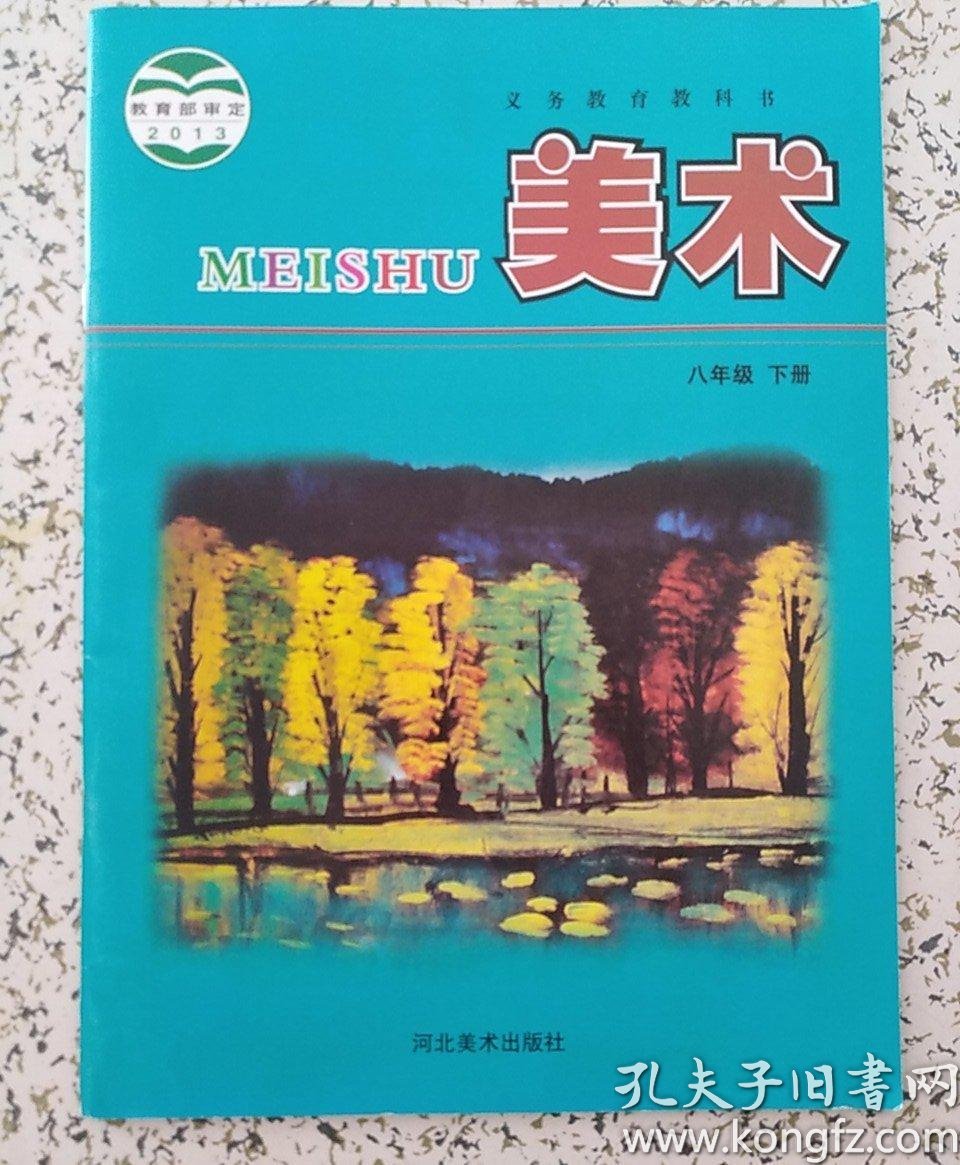 教育部审定
2013
义务教育教科书
美术
MEISHU
八年级 下册
河北美术出版社
孔夫子旧書网
www.kongfz.com